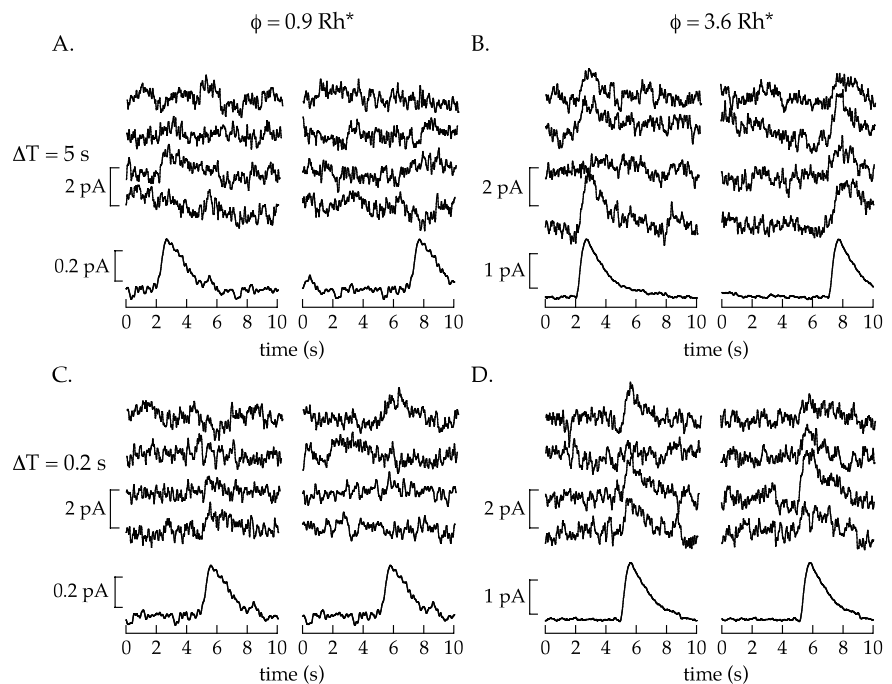 ϕ = 0.9 Rh*
ϕ = 3.6 Rh*
A.
B.
ΔT = 5 s
2 pA
2 pA
0.2 pA
1 pA
0 2 4 6 8 10
0 2 4 6 8 10
0 2 4 6 8 10
0 2 4 6 8 10
time (s)
time (s)
time (s)
time (s)
C.
D.
ΔT = 0.2 s
2 pA
2 pA
0.2 pA
1 pA
0 2 4 6 8 10
0 2 4 6 8 10
0 2 4 6 8 10
0 2 4 6 8 10
time (s)
time (s)
time (s)
time (s)